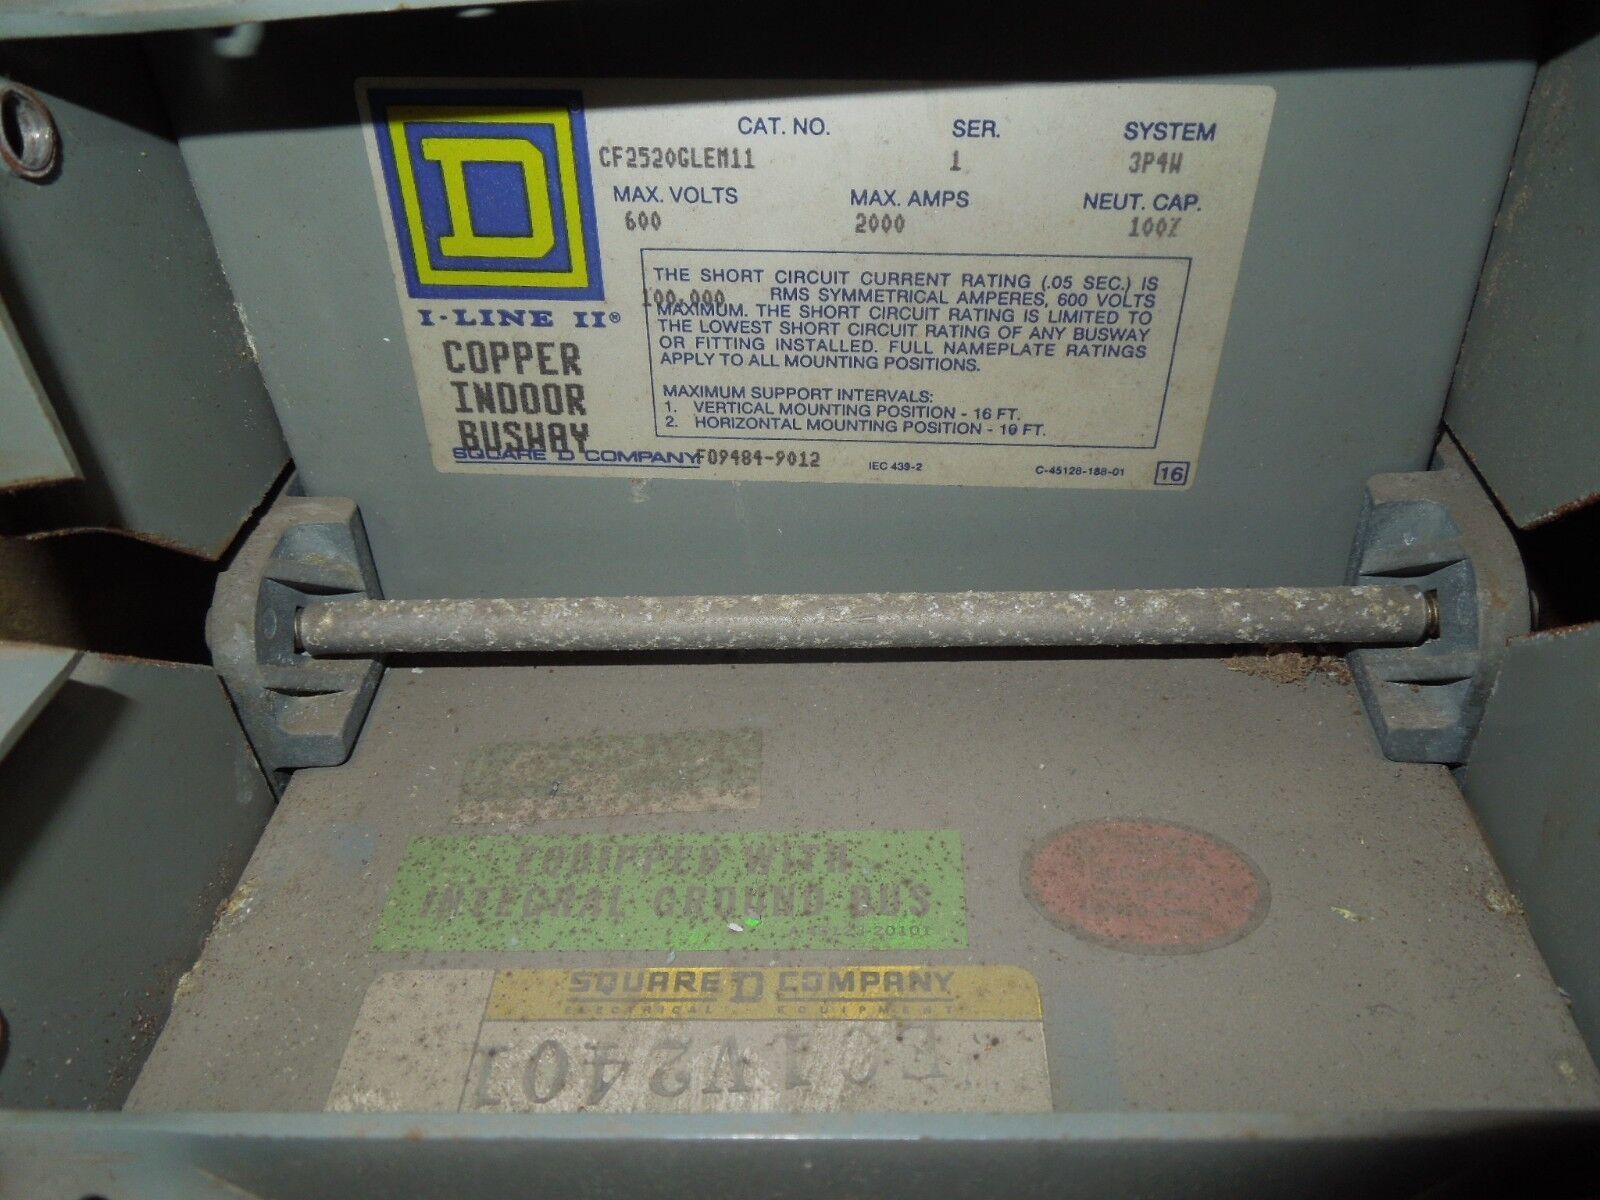 D ®
I-LINE II®
COPPER
INDOOR
BUSWAY
SQUARE D COMPANY
F09484-9012
CAT. NO. SER. SYSTEM
CF2520GLEM11 1 3P4W
MAX. VOLTS MAX. AMPS NEUT. CAP.
600 2000 100%
THE SHORT CIRCUIT CURRENT RATING (.05 SEC.) IS
100,000 RMS SYMMETRICAL AMPERES, 600 VOLTS
MAXIMUM. THE SHORT CIRCUIT RATING IS LIMITED TO
THE LOWEST SHORT CIRCUIT RATING OF ANY BUSWAY
OR FITTING INSTALLED. FULL NAMEPLATE RATINGS
APPLY TO ALL MOUNTING POSITIONS.
MAXIMUM SUPPORT INTERVALS:
1. VERTICAL MOUNTING POSITION - 16 FT.
2. HORIZONTAL MOUNTING POSITION - 10 FT.
IEC 439-2 C-45128-188-01 16
EQUIPPED WITH
INTEGRAL GROUND BUS
SQUARE D COMPANY
ELECTRICAL EQUIPMENT